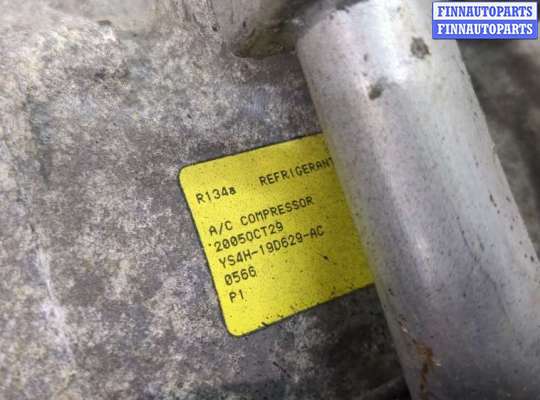 FINNAUTOPARTS
FINNAUTOPARTS
R134a REFRIGERANT
A/C COMPRESSOR
2005OCT29
YS4H-19D629-AC
0566
P1